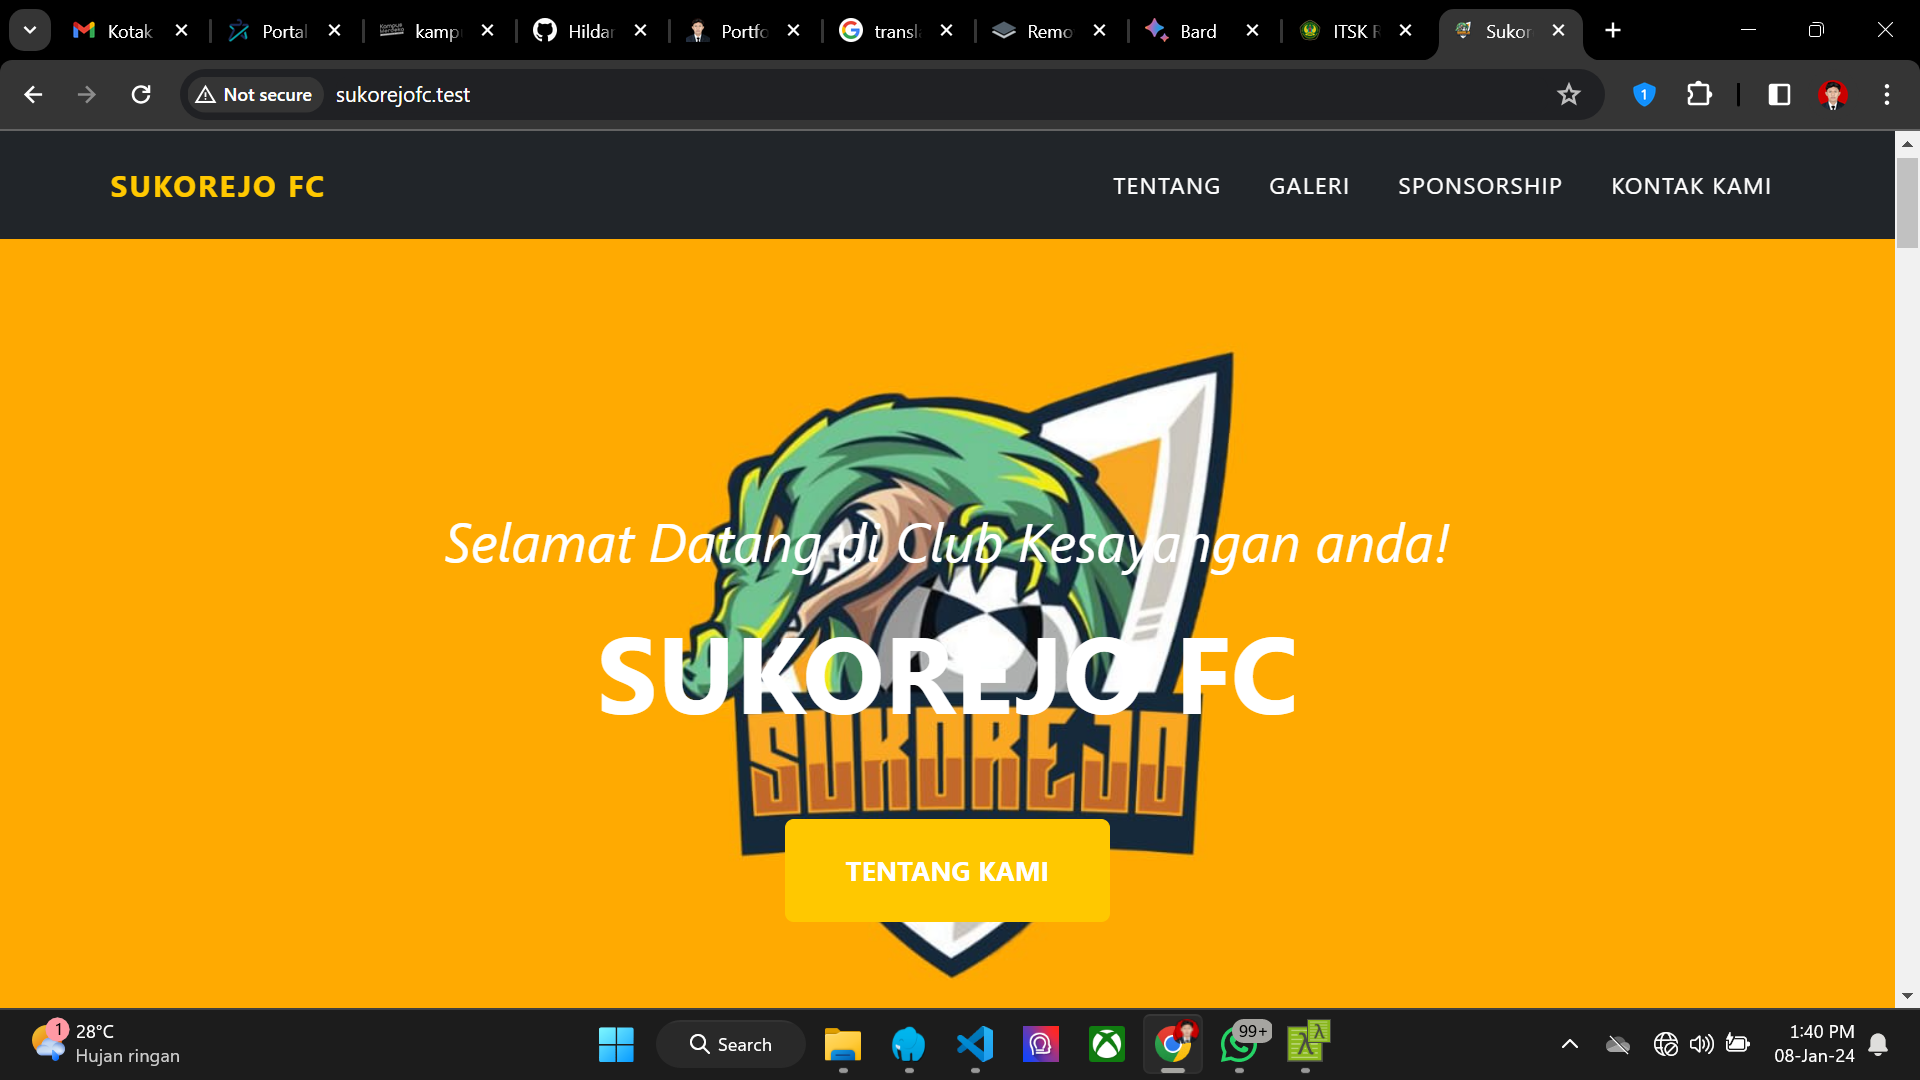 Kotak
Portal
kamp
Hildar
Portfo
transl
Remo
Bard
ITSK R
Sukor
Not secure
sukorejofc.test
1
SUKOREJO FC
TENTANG
GALERI
SPONSORSHIP
KONTAK KAMI
Selamat Datang di Club Kesayangan anda!
SUKOREJO FC
SUKOREJO
TENTANG KAMI
1
28°C
Hujan ringan
Search
99+
1:40 PM
08-Jan-24